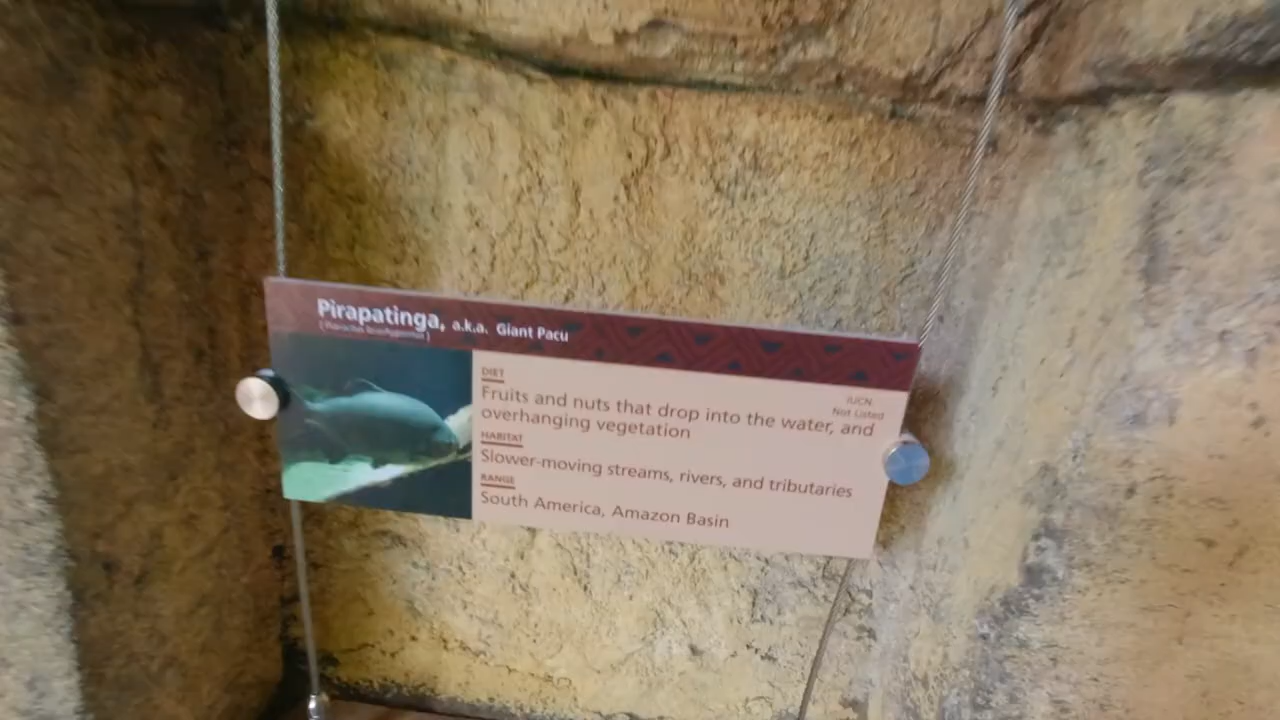 Pirapatinga, a.k.a. Giant Pacu
DIET
Fruits and nuts that drop into the water, and
overhanging vegetation
HABITAT
Slower-moving streams, rivers, and tributaries
RANGE
South America, Amazon Basin
IUCN
Not Listed